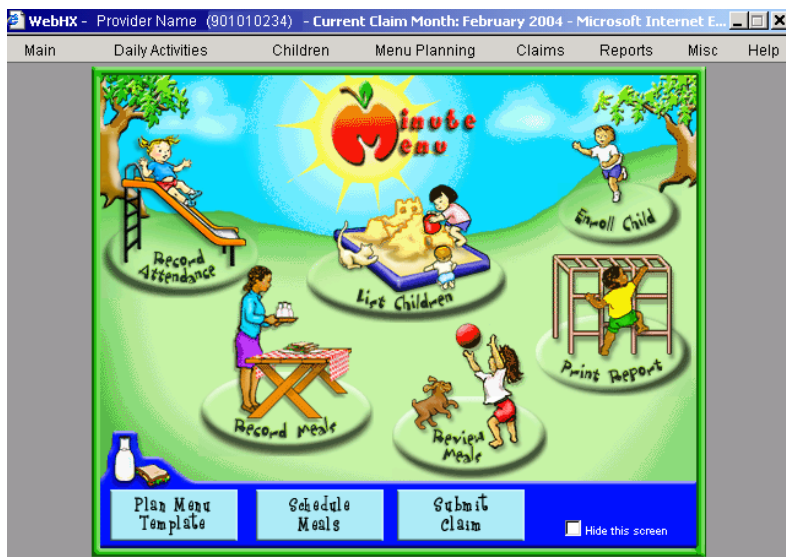 WebHX - Provider Name (901010234) - Current Claim Month: February 2004 - Microsoft Internet E...
Main Daily Activities Children Menu Planning Claims Reports Misc Help
Minute
Menu
Enroll Child
Record
Attendance
List Children
Print Report
Record Meals
Review
Meals
Plan Menu
Template
Schedule
Meals
Submit
Claim
Hide this screen